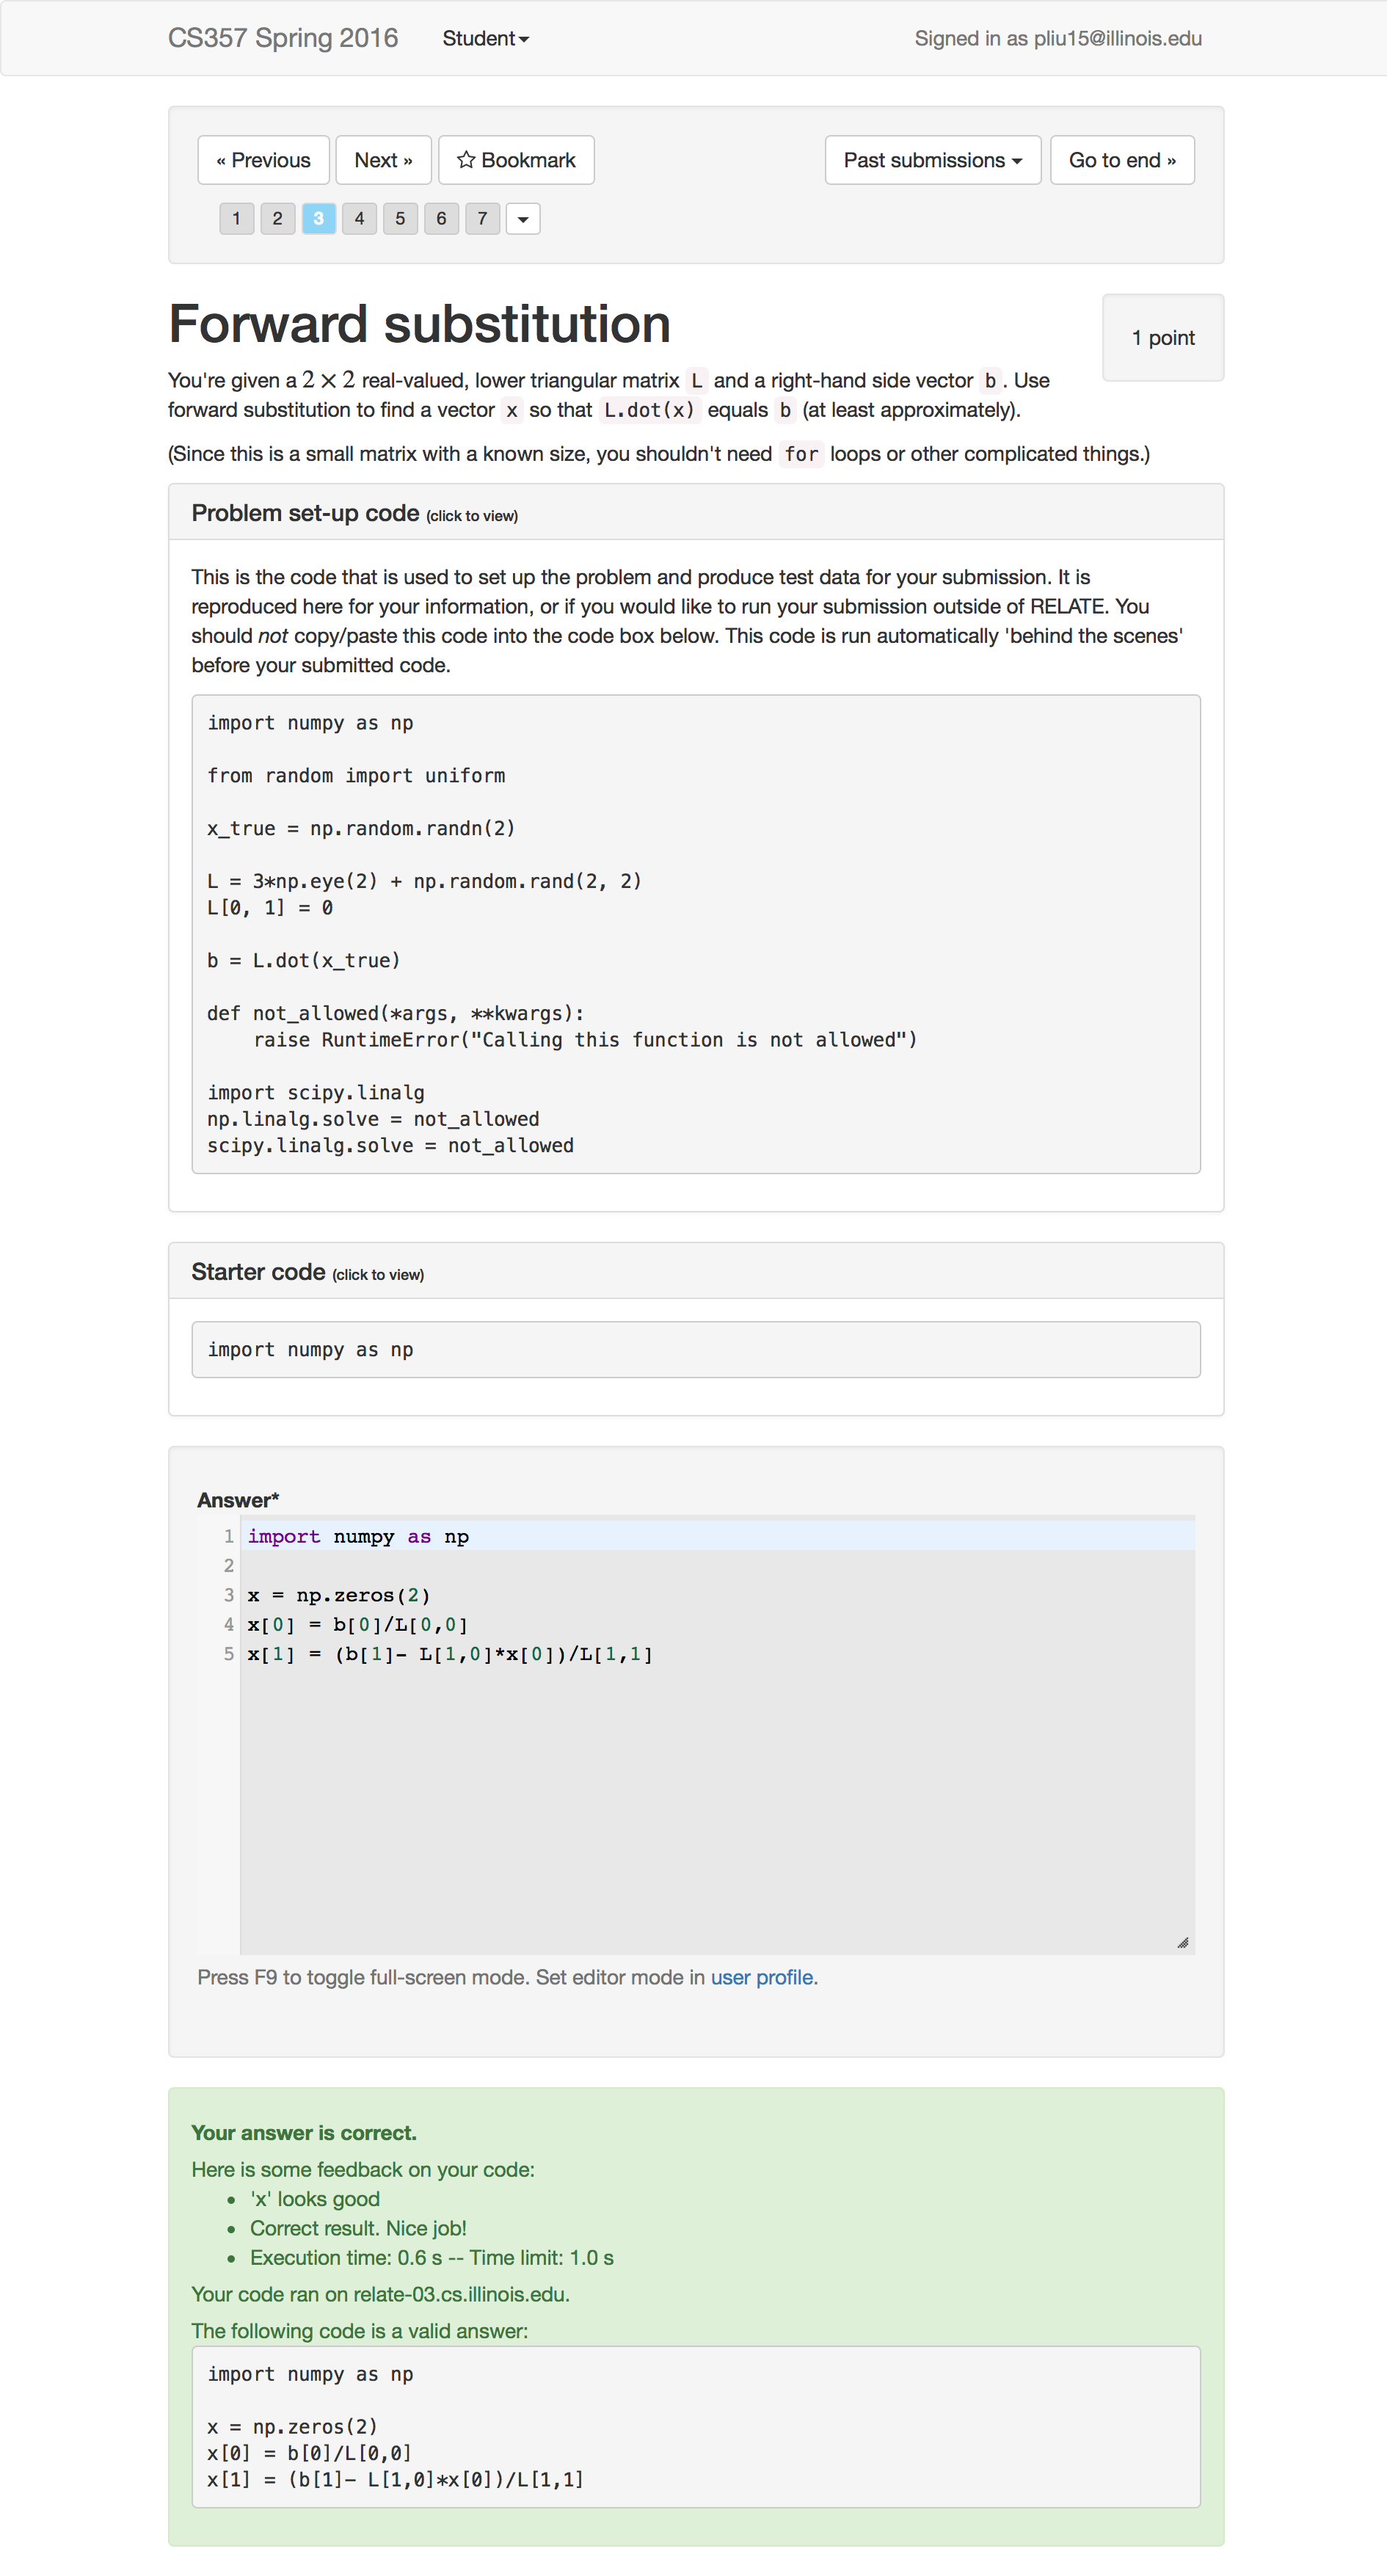 CS357 Spring 2016 Student Signed in as pliu15@illinois.edu
« Previous Next » Bookmark Past submissions Go to end »
1 2 3 4 5 6 7
Forward substitution
1 point
You're given a 2 × 2 real-valued, lower triangular matrix L and a right-hand side vector b . Use
forward substitution to find a vector x so that L.dot(x) equals b (at least approximately).
(Since this is a small matrix with a known size, you shouldn't need for loops or other complicated things.)
Problem set-up code (click to view)
This is the code that is used to set up the problem and produce test data for your submission. It is
reproduced here for your information, or if you would like to run your submission outside of RELATE. You
should not copy/paste this code into the code box below. This code is run automatically 'behind the scenes'
before your submitted code.
import numpy as np
from random import uniform
x_true = np.random.randn(2)
L = 3*np.eye(2) + np.random.rand(2, 2)
L[0, 1] = 0
b = L.dot(x_true)
def not_allowed(*args, **kwargs):
    raise RuntimeError("Calling this function is not allowed")
import scipy.linalg
np.linalg.solve = not_allowed
scipy.linalg.solve = not_allowed
Starter code (click to view)
import numpy as np
Answer*
1 import numpy as np
2
3 x = np.zeros(2)
4 x[0] = b[0]/L[0,0]
5 x[1] = (b[1]- L[1,0]*x[0])/L[1,1]
Press F9 to toggle full-screen mode. Set editor mode in user profile.
Your answer is correct.
Here is some feedback on your code:
• 'x' looks good
• Correct result. Nice job!
• Execution time: 0.6 s -- Time limit: 1.0 s
Your code ran on relate-03.cs.illinois.edu.
The following code is a valid answer:
import numpy as np
x = np.zeros(2)
x[0] = b[0]/L[0,0]
x[1] = (b[1]- L[1,0]*x[0])/L[1,1]